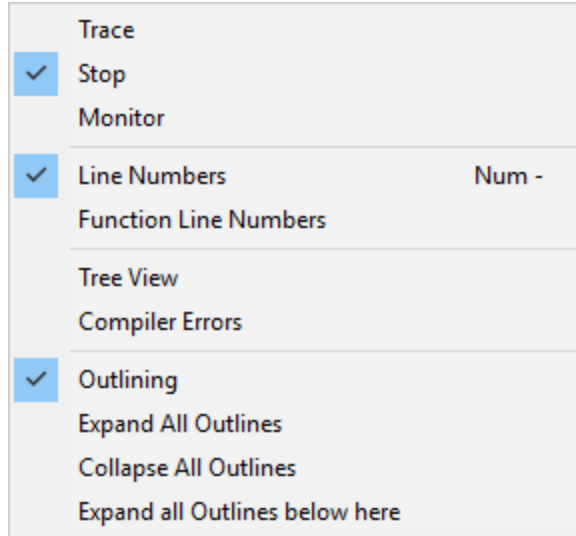 Trace
Stop
Monitor
Line Numbers Num -
Function Line Numbers
Tree View
Compiler Errors
Outlining
Expand All Outlines
Collapse All Outlines
Expand all Outlines below here